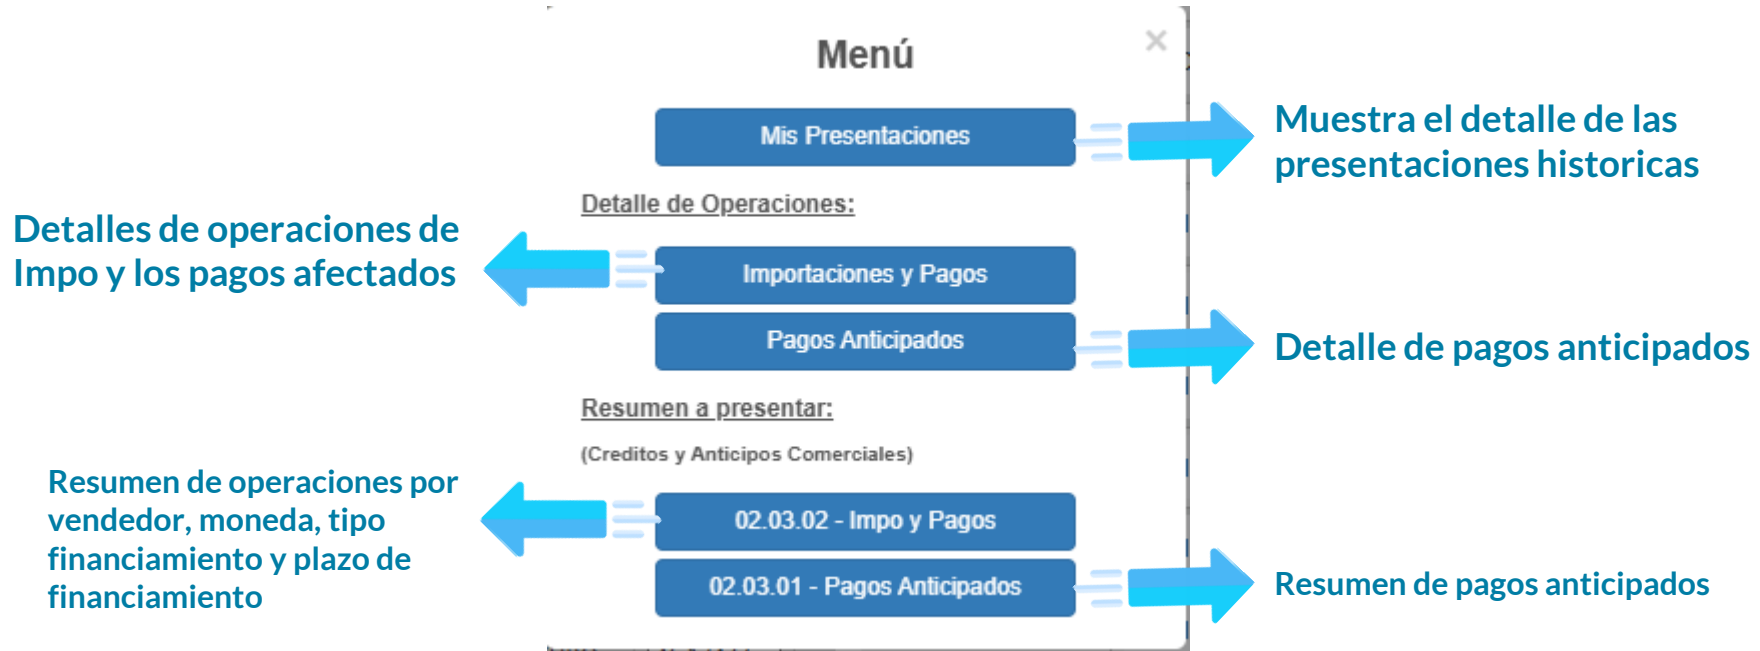 Menú
×
Mis Presentaciones
Muestra el detalle de las
presentaciones historicas
Detalle de Operaciones:
Detalles de operaciones de
Impo y los pagos afectados
Importaciones y Pagos
Pagos Anticipados
Detalle de pagos anticipados
Resumen a presentar:
(Creditos y Anticipos Comerciales)
Resumen de operaciones por
vendedor, moneda, tipo
financiamiento y plazo de
financiamiento
02.03.02 - Impo y Pagos
02.03.01 - Pagos Anticipados
Resumen de pagos anticipados